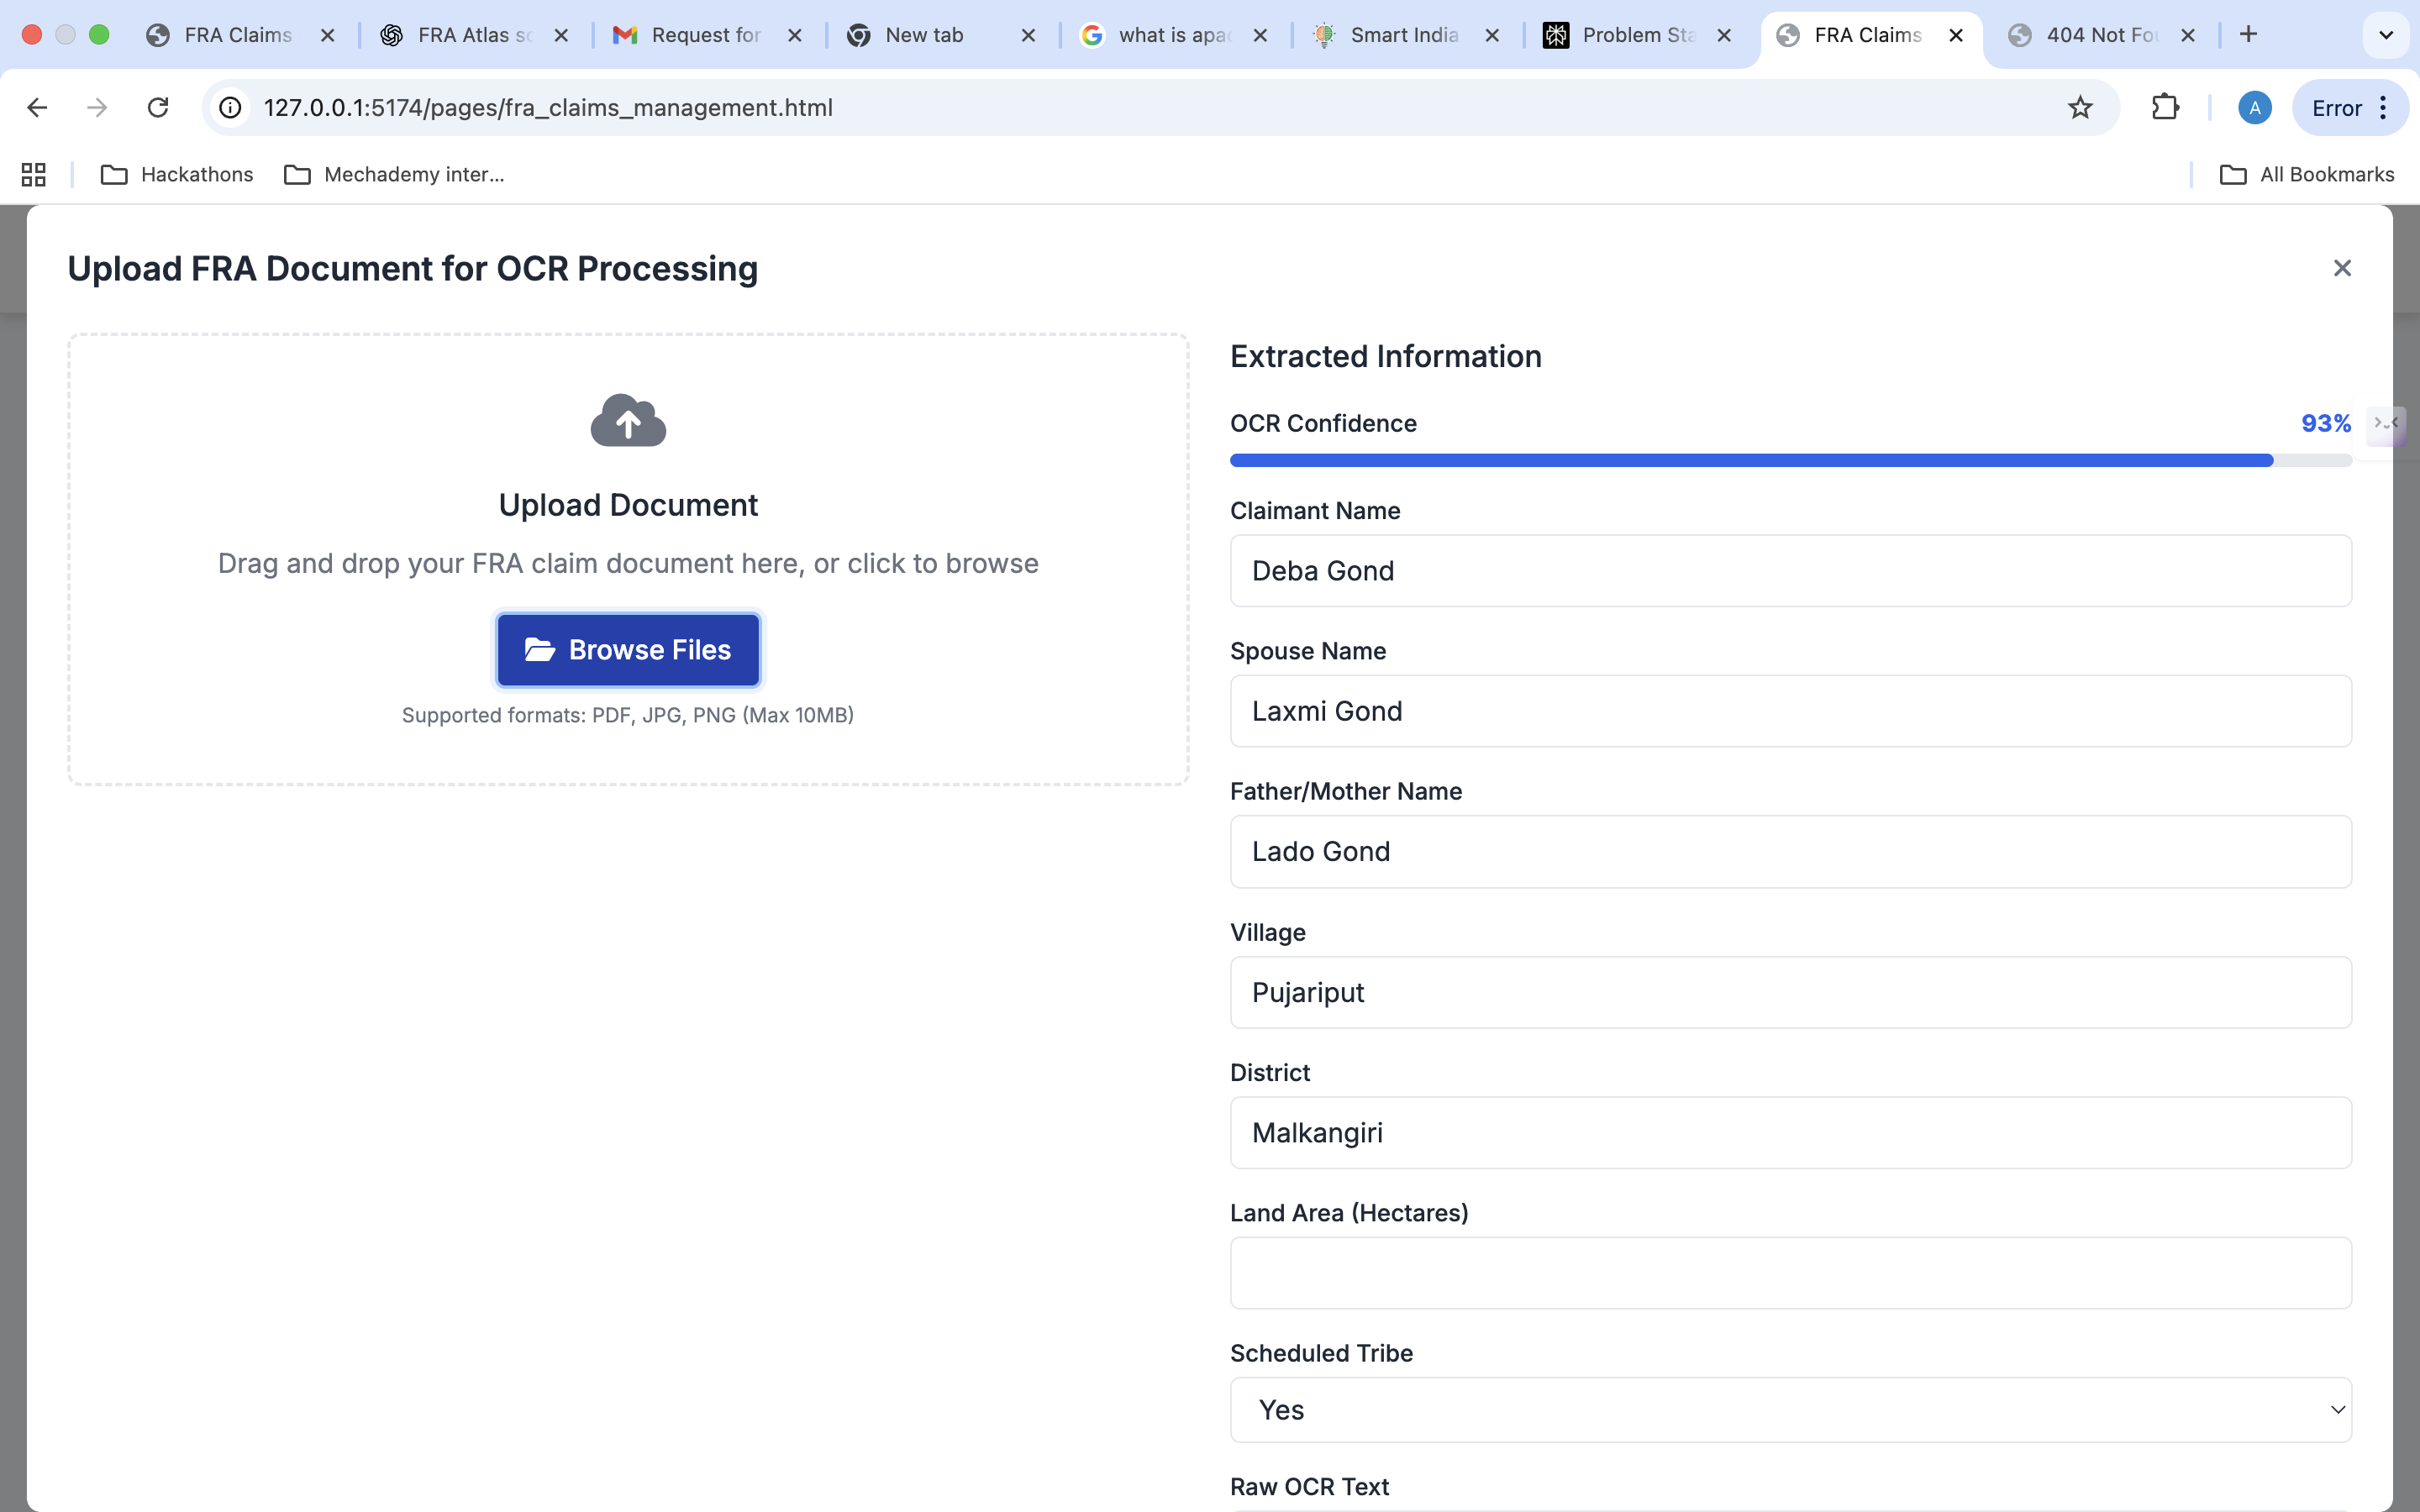 FRA Claims
FRA Atlas sc
Request for
New tab
what is apac
Smart India
Problem Sta
FRA Claims
404 Not Fou
127.0.0.1:5174/pages/fra_claims_management.html
A
Error
Hackathons
Mechademy inter...
All Bookmarks
Upload FRA Document for OCR Processing
Upload Document
Drag and drop your FRA claim document here, or click to browse
Browse Files
Supported formats: PDF, JPG, PNG (Max 10MB)
Extracted Information
OCR Confidence
93%
Claimant Name
Deba Gond
Spouse Name
Laxmi Gond
Father/Mother Name
Lado Gond
Village
Pujariput
District
Malkangiri
Land Area (Hectares)
Scheduled Tribe
Yes
Raw OCR Text